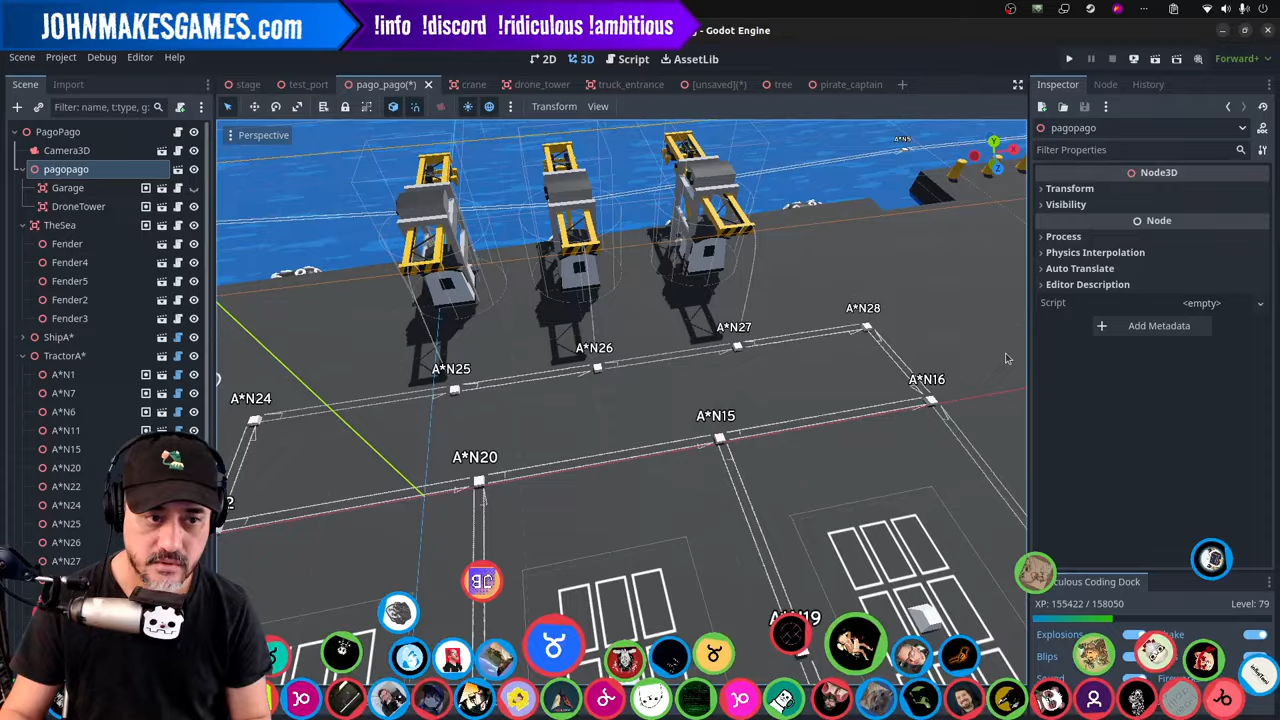 JOHNMAKESGAMES.com
!info !discord !ridiculous !ambitious
- Godot Engine
Scene Project Debug Editor Help
2D 3D Script AssetLib
Forward+
Scene Import
stage test_port pago_pago(*) crane drone_tower truck_entrance [unsaved](*) tree pirate_captain
Inspector Node History
Filter: name, t:type, g:
Transform View
Perspective
pagopago
Filter Properties
PagoPago
Camera3D
pagopago
Garage
DroneTower
TheSea
Fender
Fender4
Fender5
Fender2
Fender3
ShipA*
TractorA*
A*N1
A*N7
A*N6
A*N11
A*N15
A*N20
A*N22
A*N24
A*N25
A*N26
A*N27
X
Y
Z
A*N28
A*N27
A*N26
A*N25
A*N24
A*N16
A*N15
A*N20
A*N19
Node3D
Transform
Visibility
Node
Process
Physics Interpolation
Auto Translate
Editor Description
Script <empty>
Add Metadata
culous Coding Dock
XP: 155422 / 158050 Level: 79
Explosions
Blips